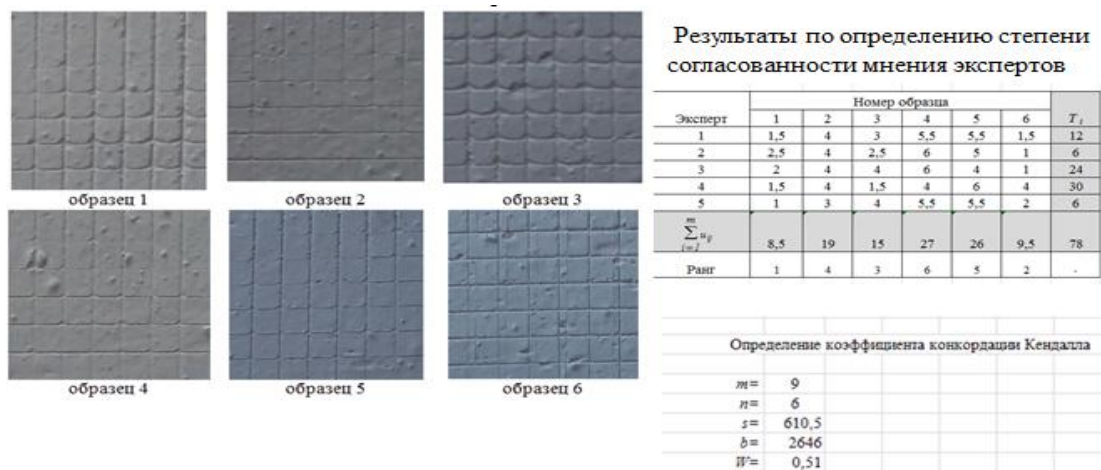 образец 1
образец 2
образец 3
образец 4
образец 5
образец 6
Результаты по определению степени
согласованности мнения экспертов
Номер образца
Эксперт 1 2 3 4 5 6 T i
1 1,5 4 3 5,5 5,5 1,5 12
2 2,5 4 2,5 6 5 1 6
3 2 4 4 6 4 1 24
4 1,5 4 1,5 4 6 4 30
5 1 3 4 5,5 5,5 2 6
m
∑ u ij 8,5 19 15 27 26 9,5 78
i=1
Ранг 1 4 3 6 5 2 -
Определение коэффициента конкордации Кендалла
m= 9
n= 6
s= 610,5
b= 2646
W= 0,51